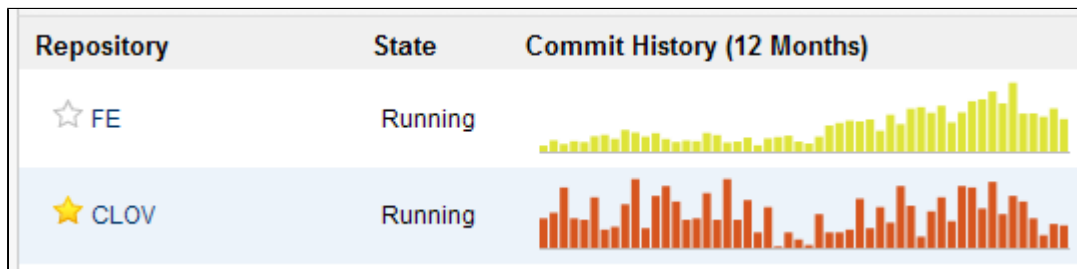 Repository State Commit History (12 Months)
FE Running
CLOV Running